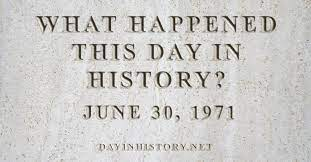 WHAT HAPPENED
THIS DAY IN
HISTORY?
JUNE 30, 1971
DAYINHISTORY.NET